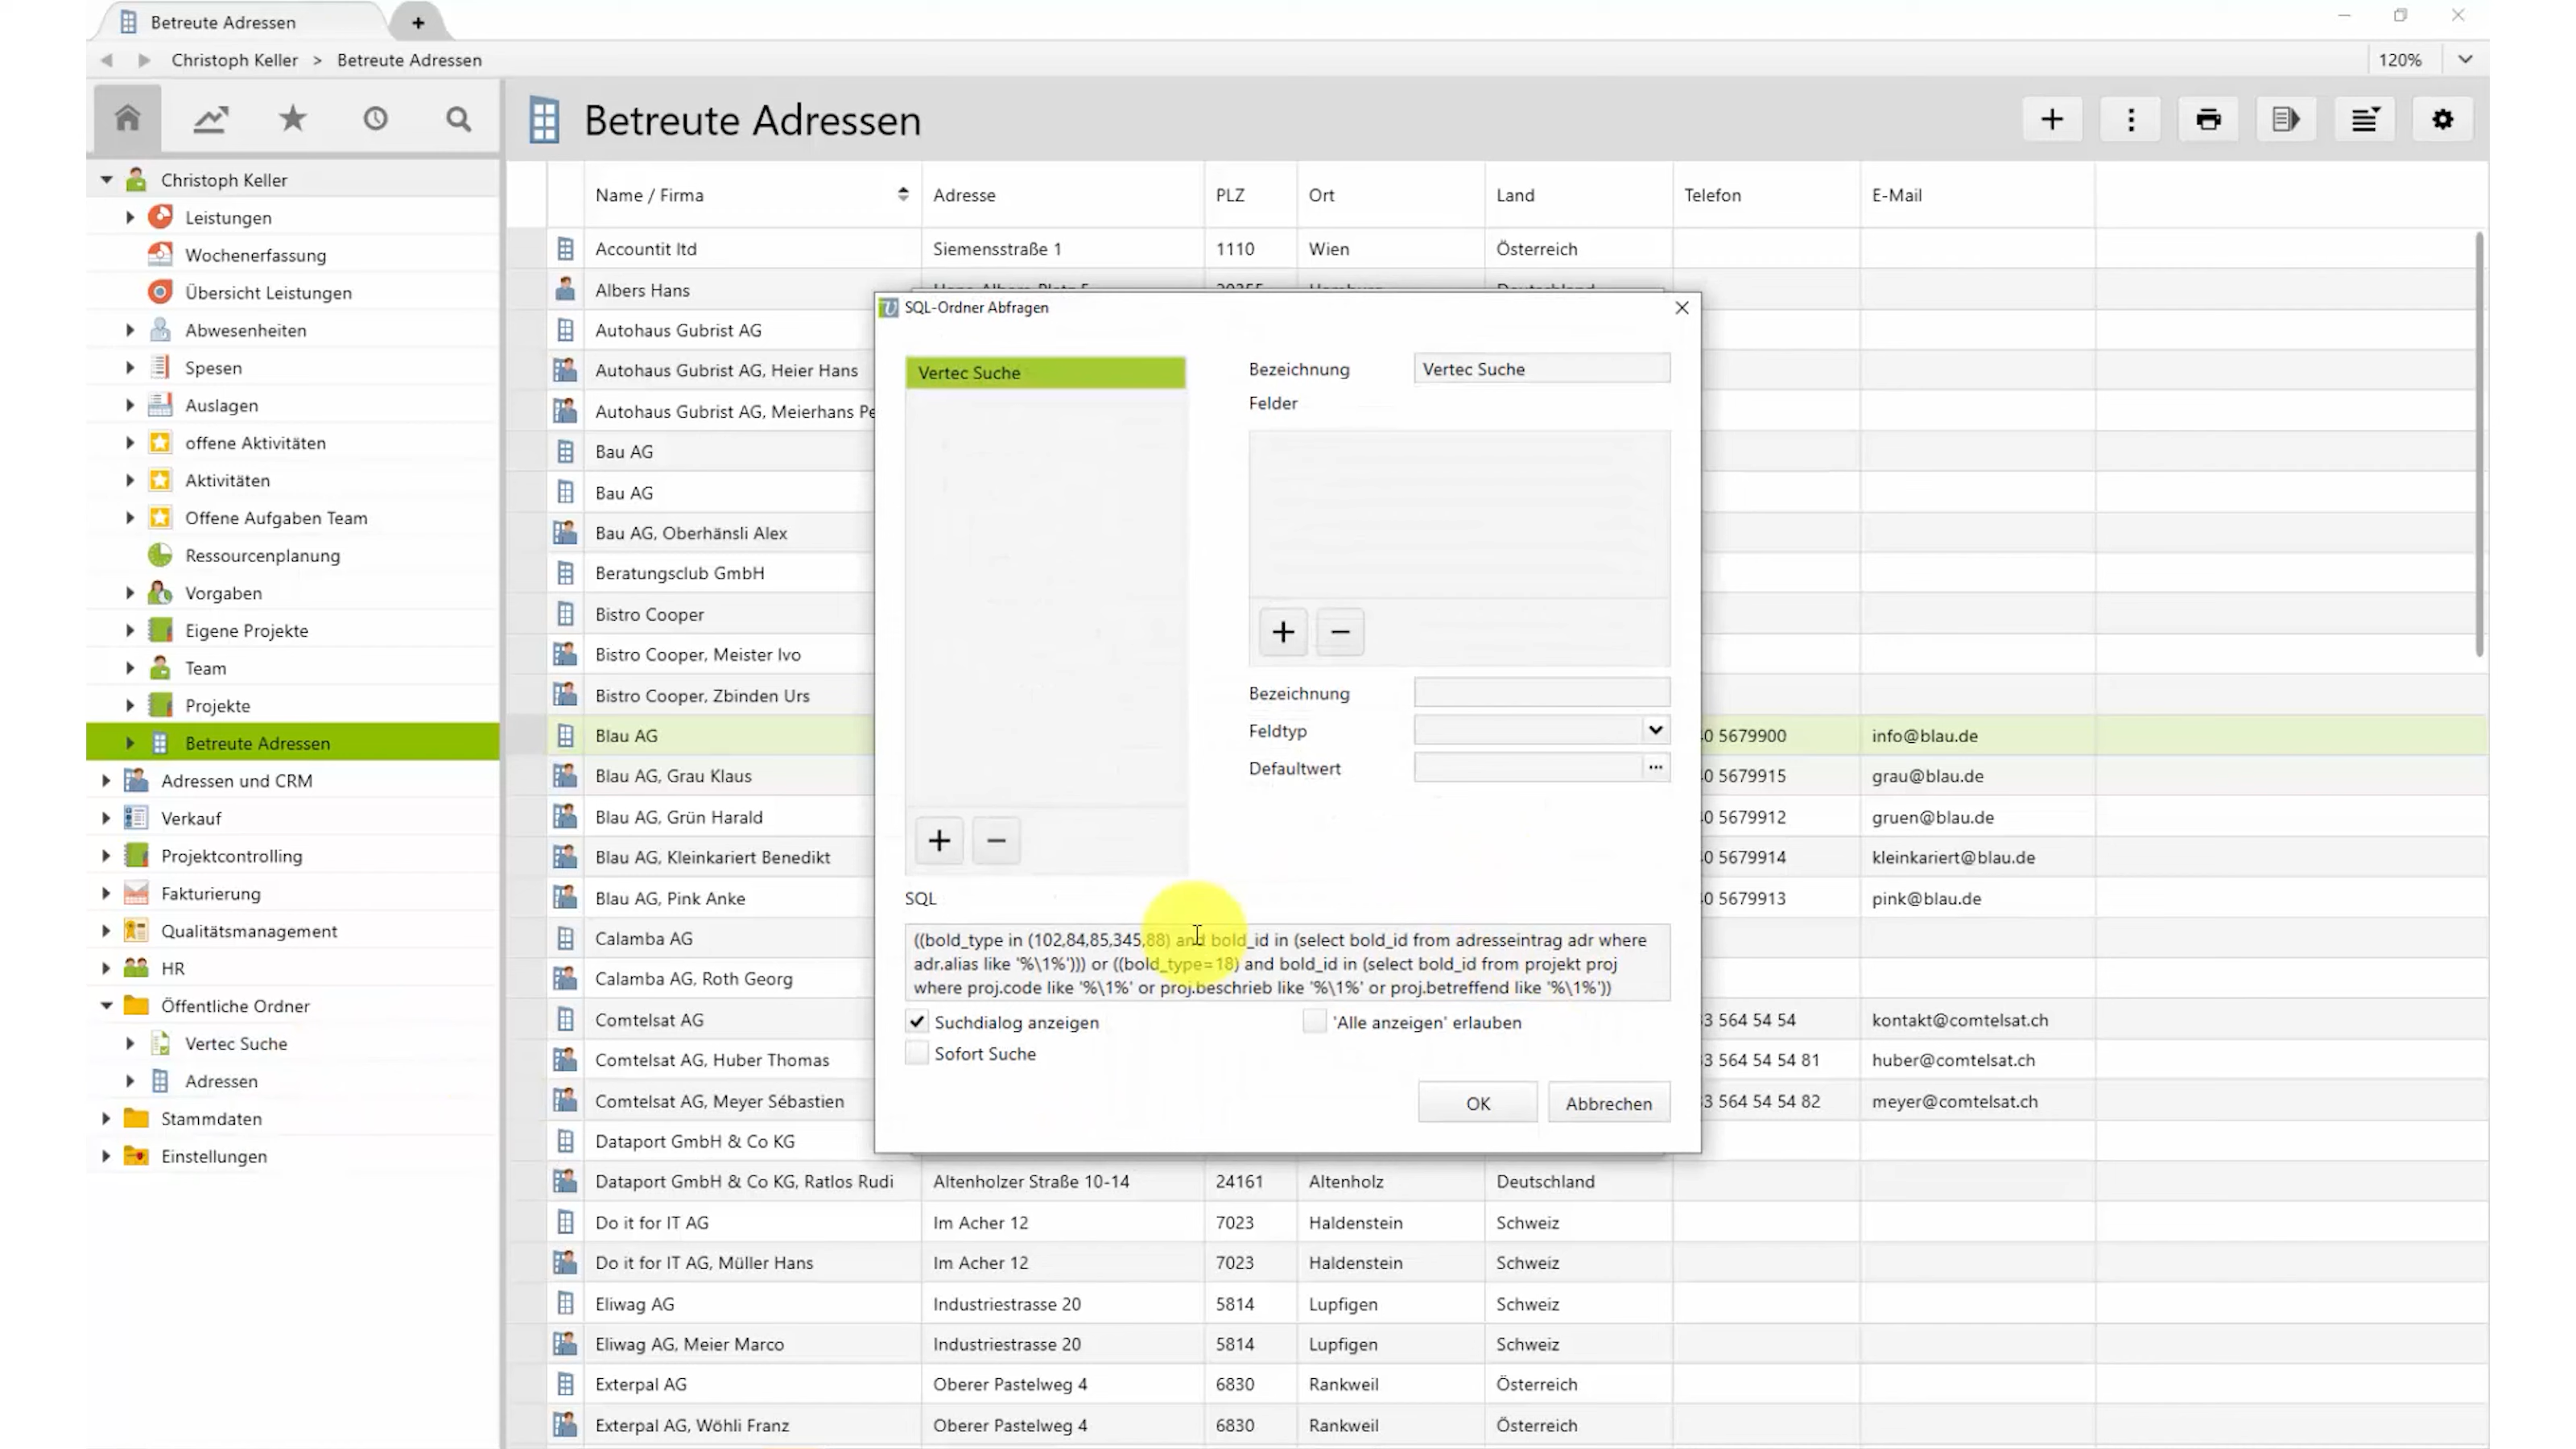 Betreute Adressen
+
Christoph Keller > Betreute Adressen
120%
Betreute Adressen
Christoph Keller
Leistungen
Wochenerfassung
Übersicht Leistungen
Abwesenheiten
Spesen
Auslagen
offene Aktivitäten
Aktivitäten
Offene Aufgaben Team
Ressourcenplanung
Vorgaben
Eigene Projekte
Team
Projekte
Betreute Adressen
Adressen und CRM
Verkauf
Projektcontrolling
Fakturierung
Qualitätsmanagement
HR
Öffentliche Ordner
Vertec Suche
Adressen
Stammdaten
Einstellungen
Name / Firma Adresse PLZ Ort Land Telefon E-Mail
Accountit ltd Siemensstraße 1 1110 Wien Österreich
Albers Hans
Autohaus Gubrist AG
Autohaus Gubrist AG, Heier Hans
Autohaus Gubrist AG, Meierhans Pe
Bau AG
Bau AG
Bau AG, Oberhänsli Alex
Beratungsclub GmbH
Bistro Cooper
Bistro Cooper, Meister Ivo
Bistro Cooper, Zbinden Urs
Blau AG 0 5679900 info@blau.de
Blau AG, Grau Klaus 0 5679915 grau@blau.de
Blau AG, Grün Harald 0 5679912 gruen@blau.de
Blau AG, Kleinkariert Benedikt 0 5679914 kleinkariert@blau.de
Blau AG, Pink Anke 0 5679913 pink@blau.de
Calamba AG
Calamba AG, Roth Georg
Comtelsat AG 3 564 54 54 kontakt@comtelsat.ch
Comtelsat AG, Huber Thomas 3 564 54 54 81 huber@comtelsat.ch
Comtelsat AG, Meyer Sébastien 3 564 54 54 82 meyer@comtelsat.ch
Dataport GmbH & Co KG
Dataport GmbH & Co KG, Ratlos Rudi Altenholzer Straße 10-14 24161 Altenholz Deutschland
Do it for IT AG Im Acher 12 7023 Haldenstein Schweiz
Do it for IT AG, Müller Hans Im Acher 12 7023 Haldenstein Schweiz
Eliwag AG Industriestrasse 20 5814 Lupfigen Schweiz
Eliwag AG, Meier Marco Industriestrasse 20 5814 Lupfigen Schweiz
Exterpal AG Oberer Pastelweg 4 6830 Rankweil Österreich
Exterpal AG, Wöhli Franz Oberer Pastelweg 4 6830 Rankweil Österreich
SQL-Ordner Abfragen
Vertec Suche
Bezeichnung Vertec Suche
Felder
Bezeichnung
Feldtyp
Defaultwert ...
SQL
((bold_type in (102,84,85,345,88) and bold_id in (select bold_id from adresseintrag adr where
adr.alias like '%\1%'))) or ((bold_type=18) and bold_id in (select bold_id from projekt proj
where proj.code like '%\1%' or proj.beschrieb like '%\1%' or proj.betreffend like '%\1%'))
Suchdialog anzeigen 'Alle anzeigen' erlauben
Sofort Suche
OK Abbrechen